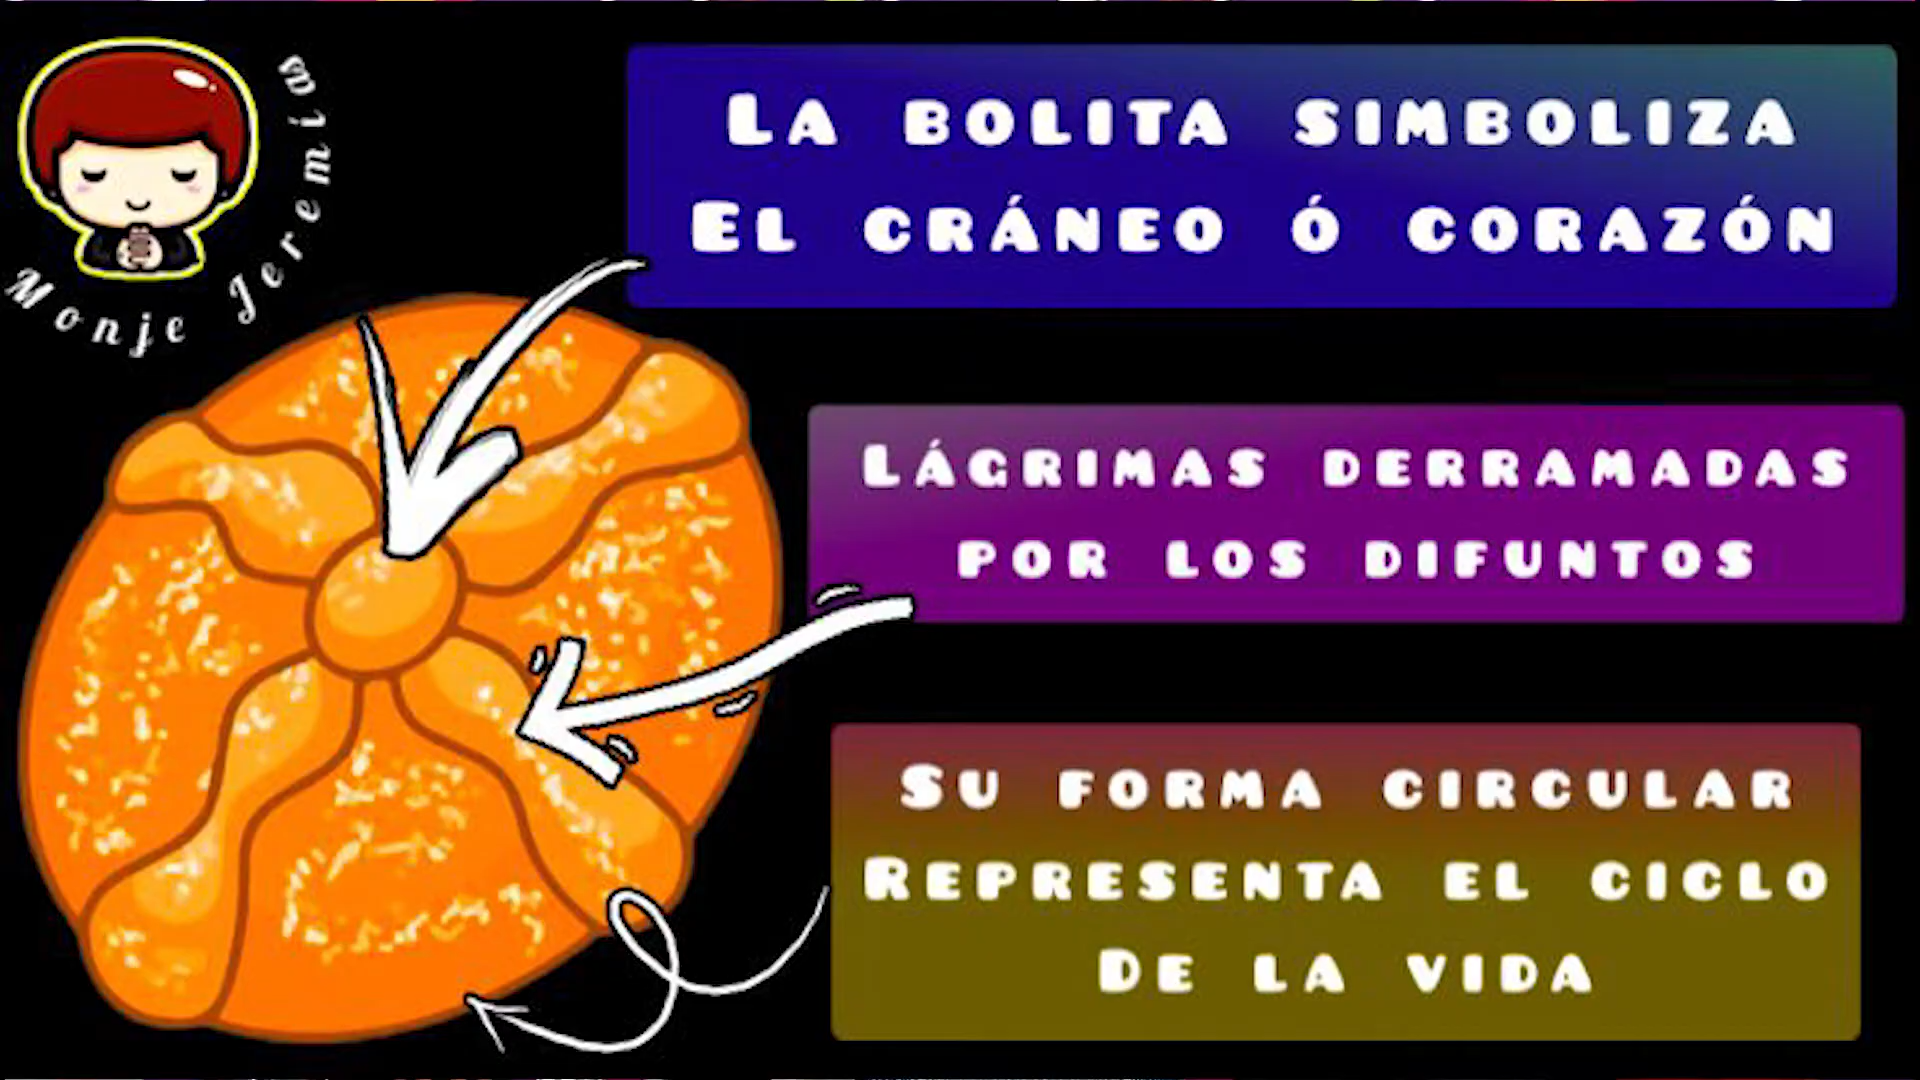 Monje Jeremías
La bolita simboliza
El cráneo ó corazón
Lágrimas derramadas
por los difuntos
Su forma circular
Representa el ciclo
De la vida